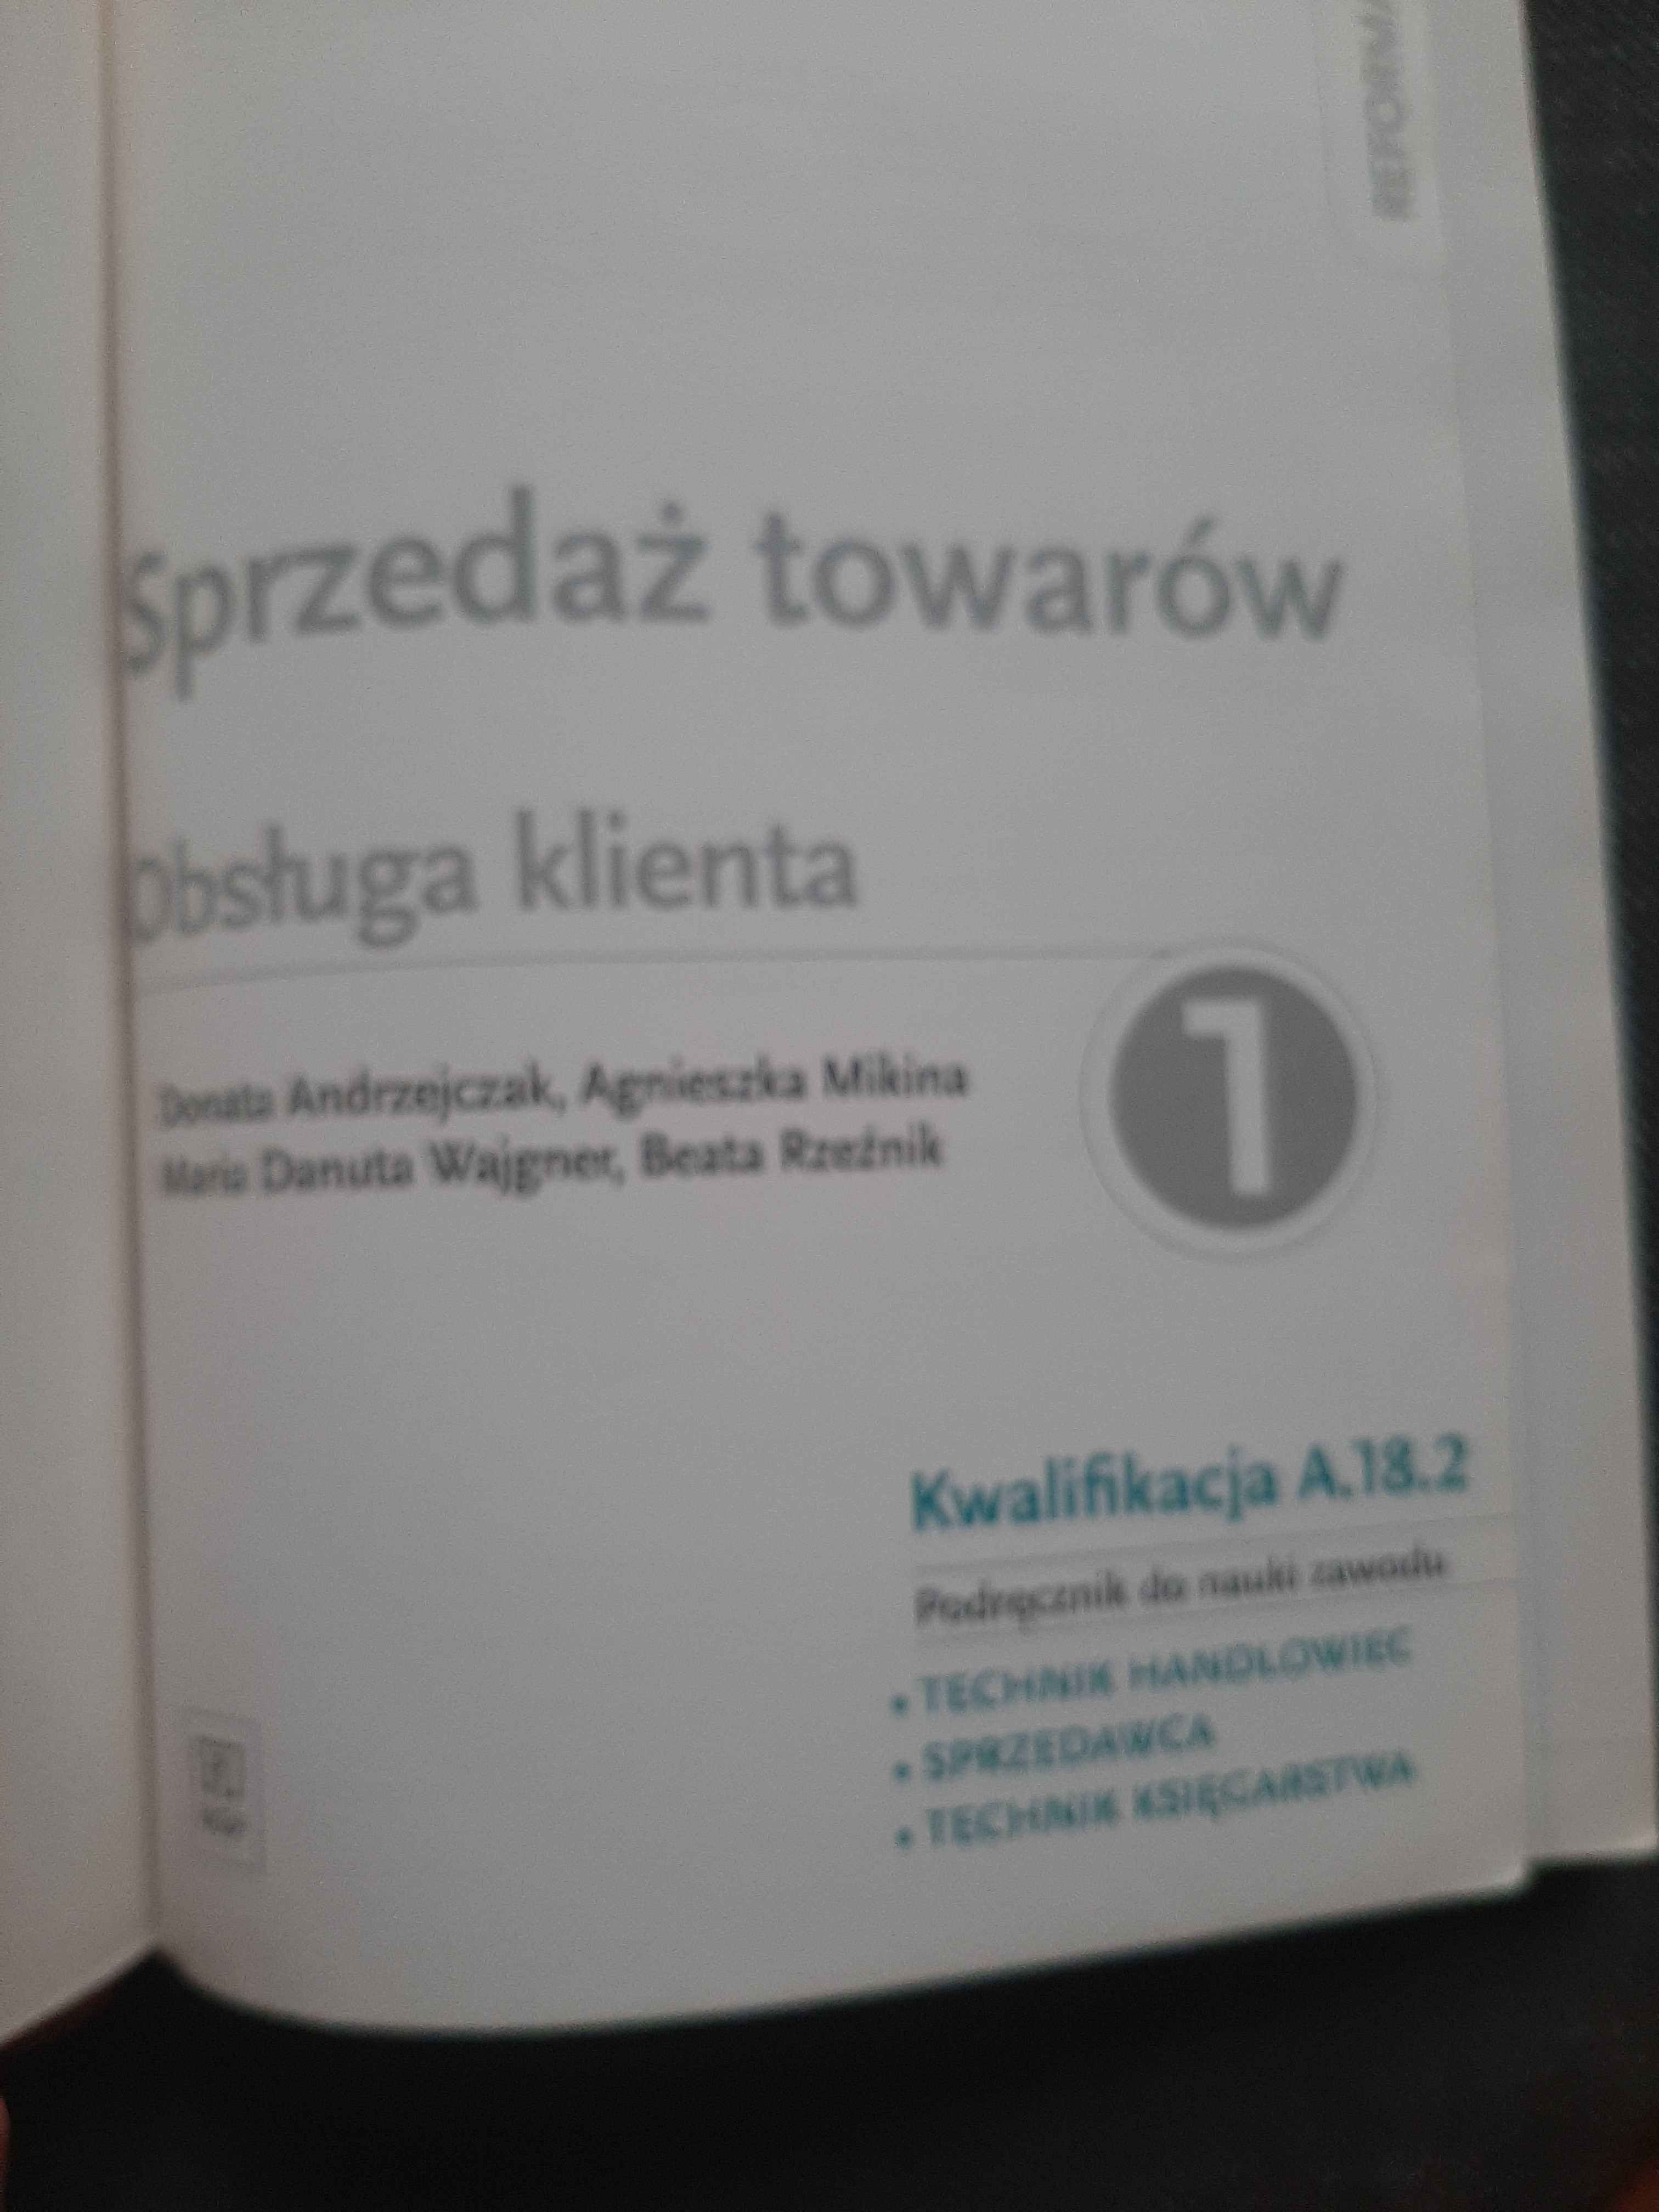 REFORMA
Sprzedaż towarów
Obsługa klienta
1
Donata Andrzejczak, Agnieszka Mikina
Maria Danuta Wajgner, Beata Rzeźnik
Kwalifikacja A.18.2
Podręcznik do nauki zawodu
• TECHNIK HANDLOWIEC
• SPRZEDAWCA
• TECHNIK KSIĘGARSTWA